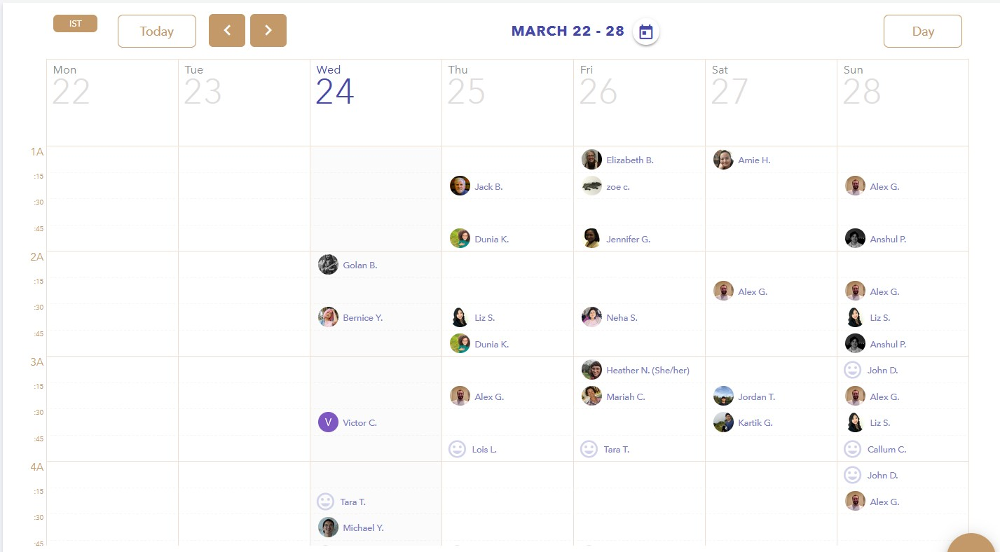 IST
Today
MARCH 22 - 28
Day
Mon Tue Wed Thu Fri Sat Sun
22 23 24 25 26 27 28
1A Elizabeth B. Amie H.
:15 Jack B. zoe c. Alex G.
:30
:45 Dunia K. Jennifer G. Anshul P.
2A Golan B.
:15 Alex G. Alex G.
:30 Bernice Y. Liz S. Neha S. Liz S.
:45 Dunia K. Anshul P.
3A Heather N. (She/her) John D.
:15 Alex G. Mariah C. Jordan T. Alex G.
:30 V Victor C. Kartik G. Liz S.
:45 Lois L. Tara T. Callum C.
4A John D.
:15 Tara T. Alex G.
:30 Michael Y.
:45